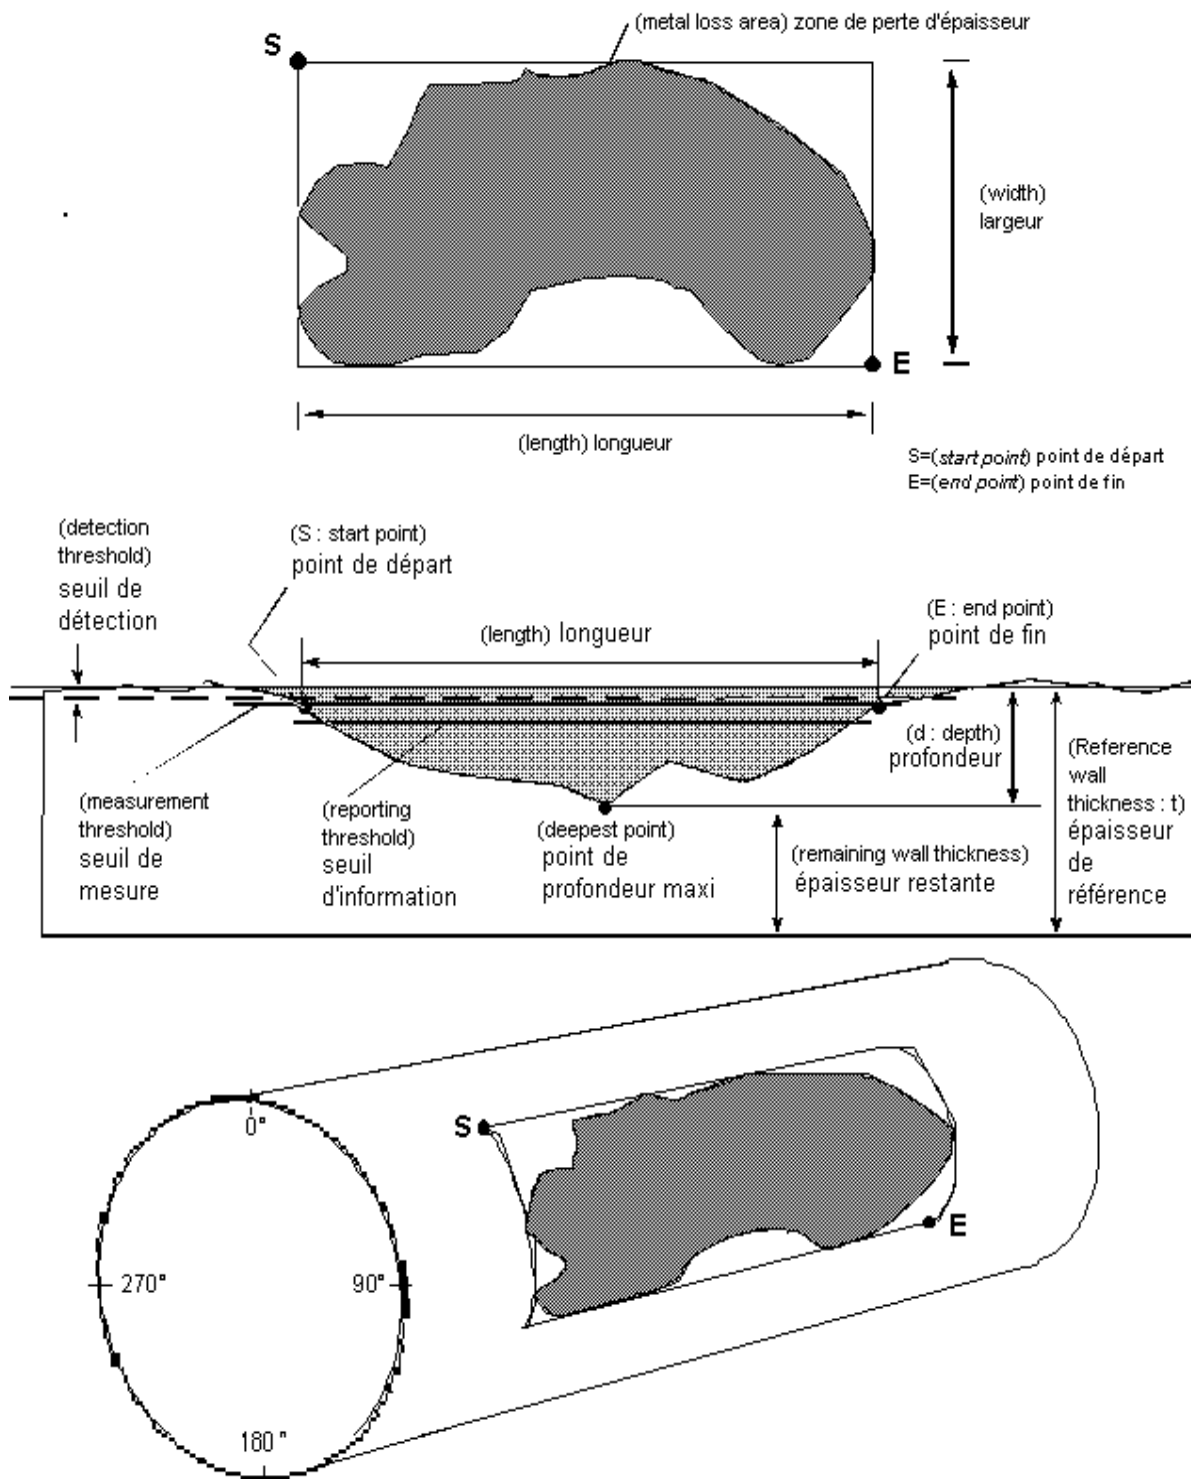 (metal loss area) zone de perte d'épaisseur
S
(width)
largeur
E
(length) longueur
S=(start point) point de départ
E=(end point) point de fin
(detection
threshold)
seuil de
détection
(S : start point)
point de départ
(length) longueur
(E : end point)
point de fin
(d : depth)
profondeur
(Reference
wall
thickness : t)
épaisseur
de
référence
(measurement
threshold)
seuil de
mesure
(reporting
threshold)
seuil
d'information
(deepest point)
point de
profondeur maxi
(remaining wall thickness)
épaisseur restante
0°
S
E
270°
90°
180°